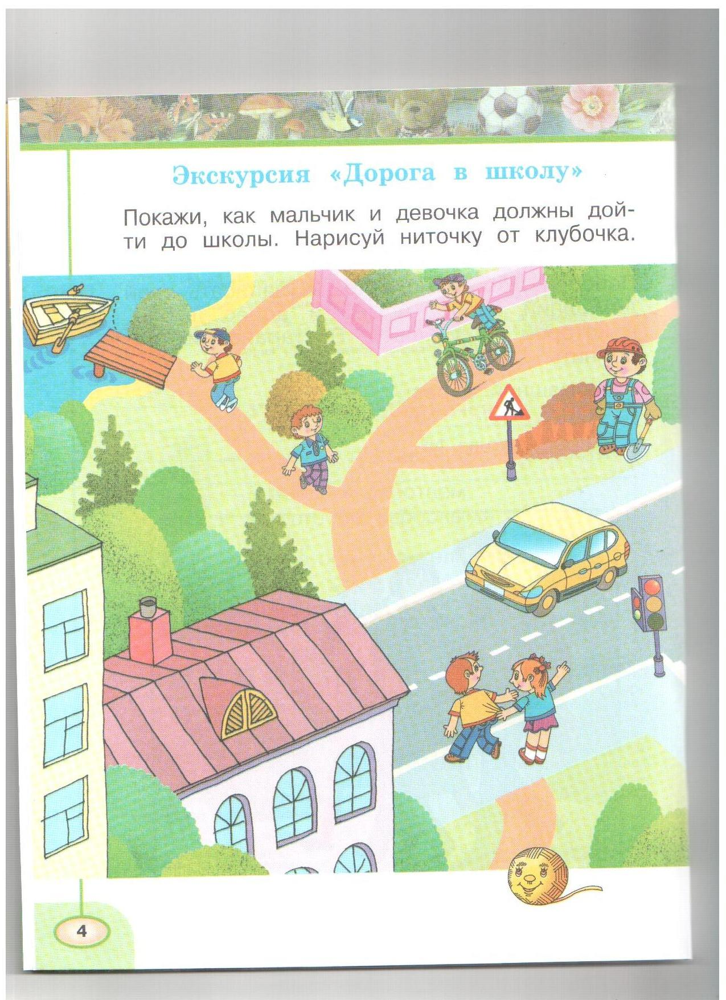 Экскурсия «Дорога в школу»
Покажи, как мальчик и девочка должны дой-
ти до школы. Нарисуй ниточку от клубочка.
4